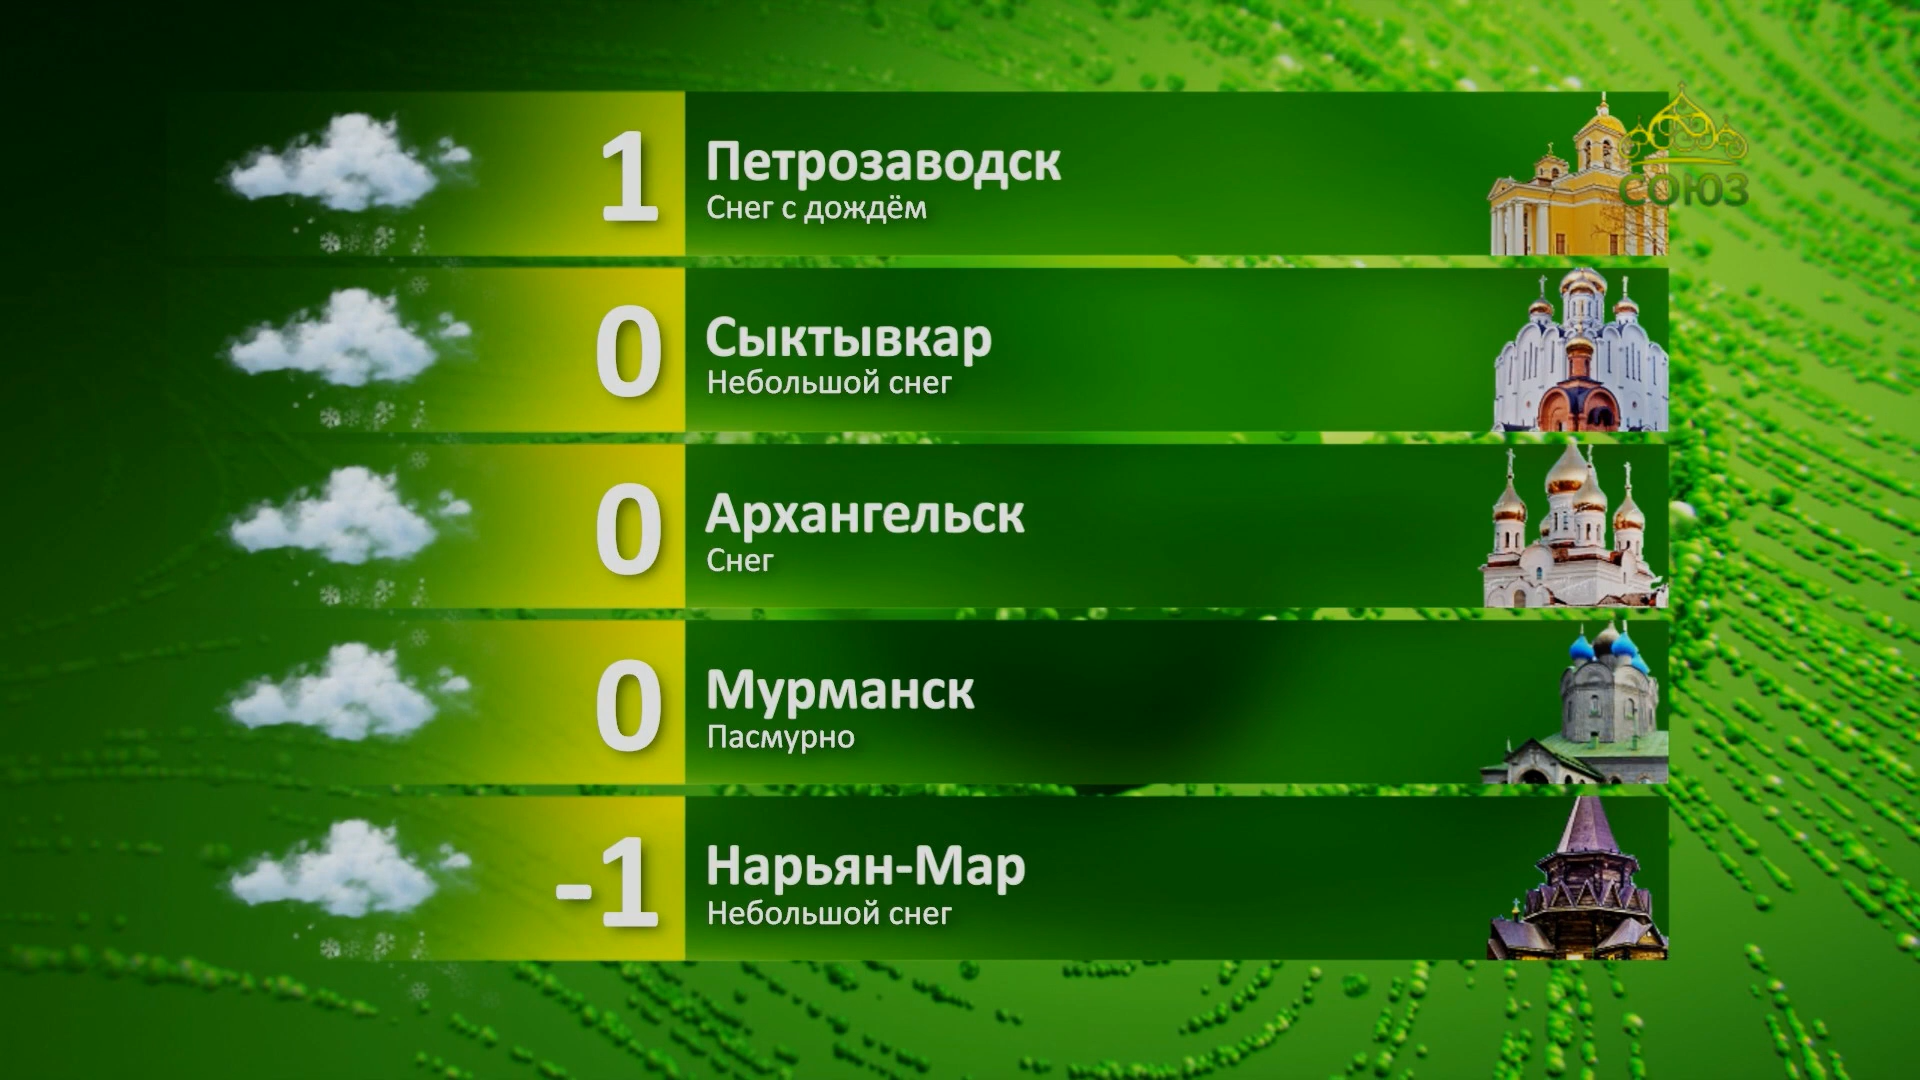 1
Петрозаводск
Снег с дождём
СОЮЗ
0
Сыктывкар
Небольшой снег
0
Архангельск
Снег
0
Мурманск
Пасмурно
-1
Нарьян-Мар
Небольшой снег